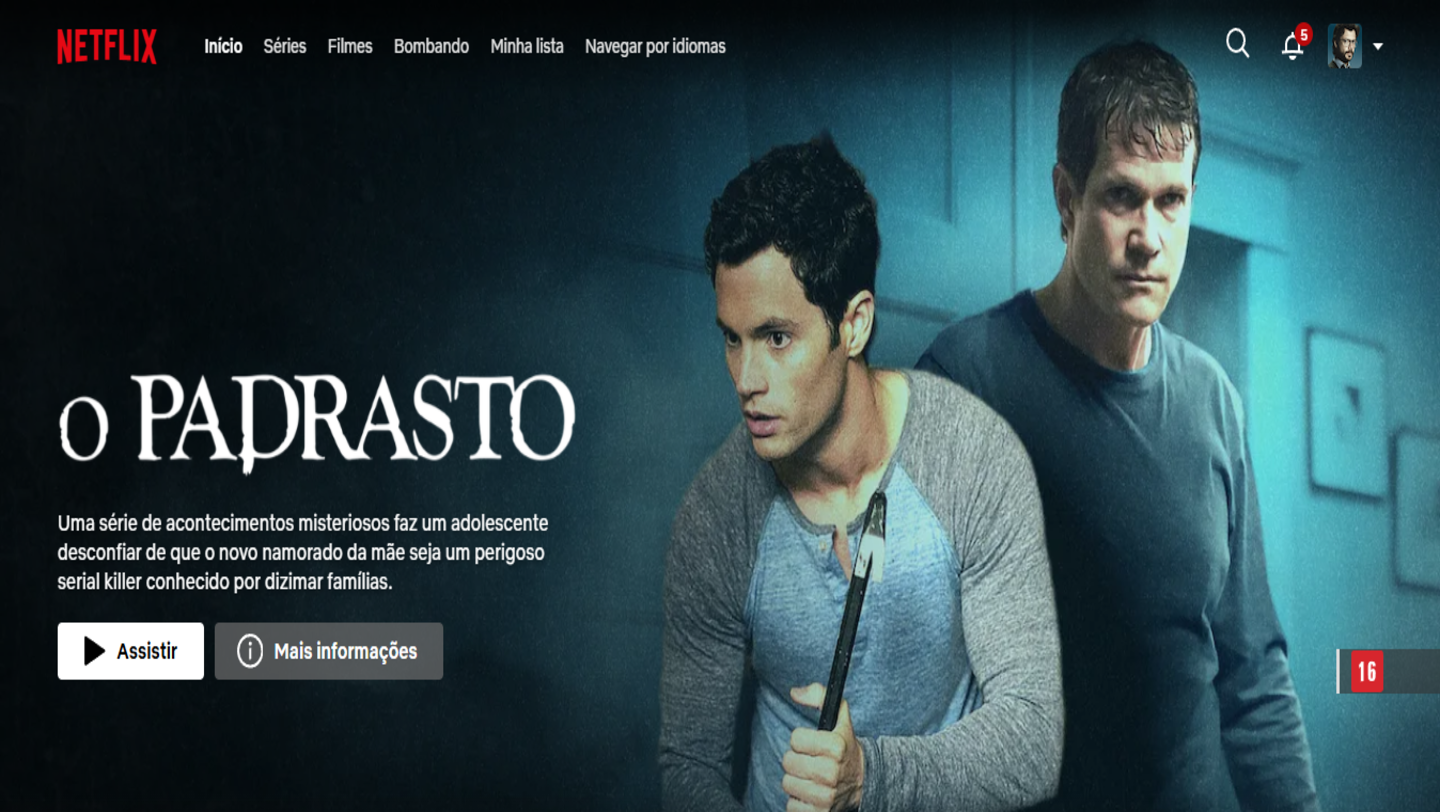 NETFLIX
Início Séries Filmes Bombando Minha lista Navegar por idiomas
5
O PADRASTO
Uma série de acontecimentos misteriosos faz um adolescente
desconfiar de que o novo namorado da mãe seja um perigoso
serial killer conhecido por dizimar famílias.
Assistir
Mais informações
16